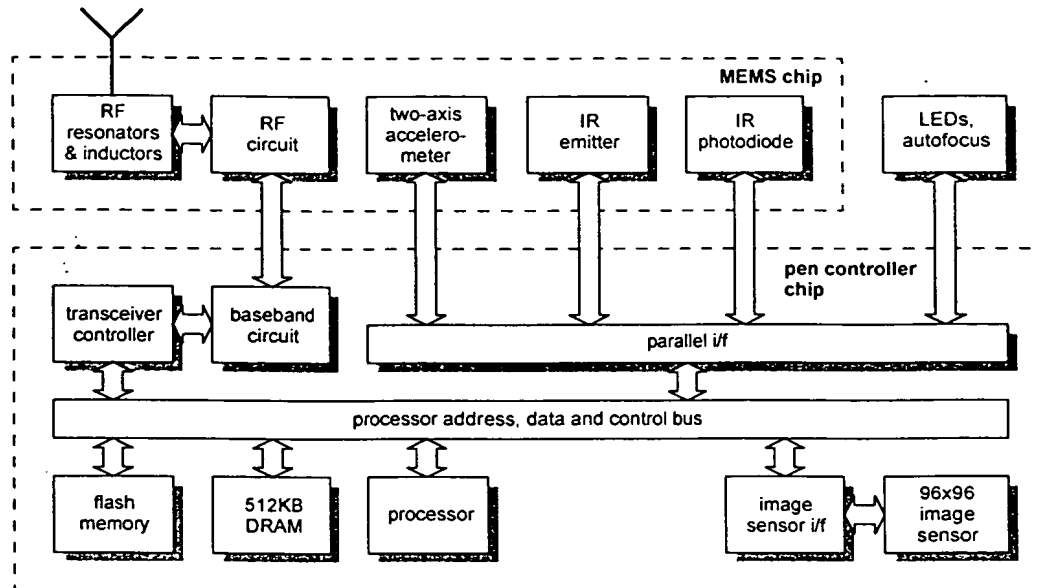 MEMS chip
RF
resonators
& inductors
RF
circuit
two-axis
accelero-
meter
IR
emitter
IR
photodiode
LEDs,
autofocus
pen controller
chip
transceiver
controller
baseband
circuit
parallel i/f
processor address, data and control bus
flash
memory
512KB
DRAM
processor
image
sensor i/f
96x96
image
sensor